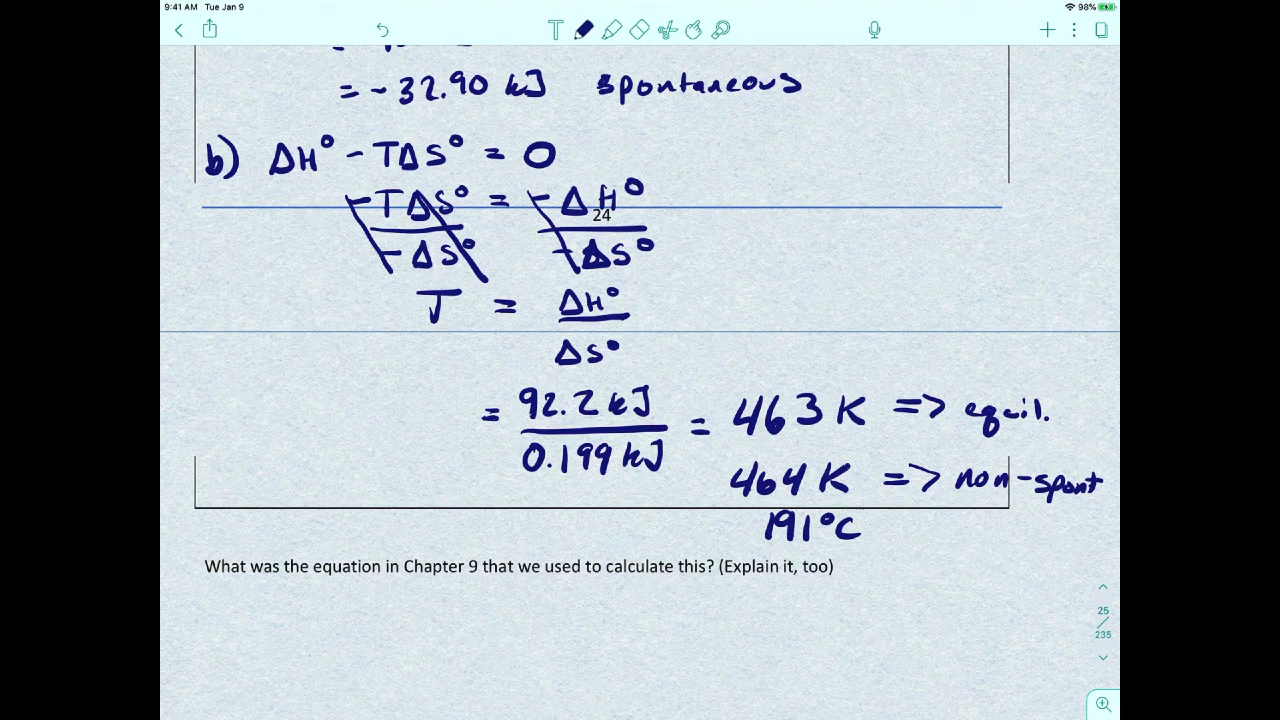 9:41 AM Tue Jan 9
98%
= -32.90 kJ spontaneous
b) ΔH° - TΔS° = 0
-TΔS° = -ΔH°
24
-ΔS° -ΔS°
T = ΔH°
ΔS°
= 92.2 kJ = 463 K => equil.
0.199 kJ
464 K => non-spont
191°C
What was the equation in Chapter 9 that we used to calculate this? (Explain it, too)
25
/
235